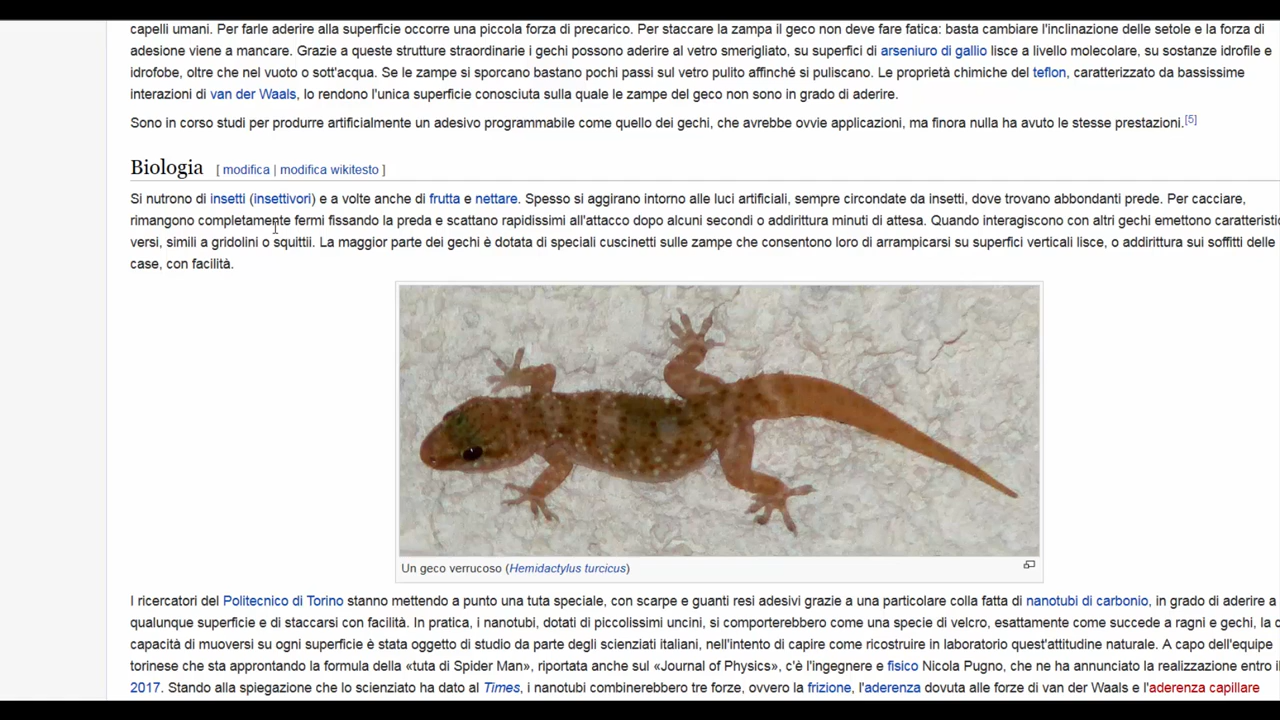 capelli umani. Per farle aderire alla superficie occorre una piccola forza di precarico. Per staccare la zampa il geco non deve fare fatica: basta cambiare l'inclinazione delle setole e la forza di
adesione viene a mancare. Grazie a queste strutture straordinarie i gechi possono aderire al vetro smerigliato, su superfici di arseniuro di gallio lisce a livello molecolare, su sostanze idrofile e
idrofobe, oltre che nel vuoto o sott'acqua. Se le zampe si sporcano bastano pochi passi sul vetro pulito affinché si puliscano. Le proprietà chimiche del teflon, caratterizzato da bassissime
interazioni di van der Waals, lo rendono l'unica superficie conosciuta sulla quale le zampe del geco non sono in grado di aderire.
Sono in corso studi per produrre artificialmente un adesivo programmabile come quello dei gechi, che avrebbe ovvie applicazioni, ma finora nulla ha avuto le stesse prestazioni.[5]
Biologia [ modifica | modifica wikitesto ]
Si nutrono di insetti (insettivori) e a volte anche di frutta e nettare. Spesso si aggirano intorno alle luci artificiali, sempre circondate da insetti, dove trovano abbondanti prede. Per cacciare,
rimangono completamente fermi fissando la preda e scattano rapidissimi all'attacco dopo alcuni secondi o addirittura minuti di attesa. Quando interagiscono con altri gechi emettono caratteristic
versi, simili a gridolini o squittii. La maggior parte dei gechi è dotata di speciali cuscinetti sulle zampe che consentono loro di arrampicarsi su superfici verticali lisce, o addirittura sui soffitti delle
case, con facilità.
Un geco verrucoso (Hemidactylus turcicus)
I ricercatori del Politecnico di Torino stanno mettendo a punto una tuta speciale, con scarpe e guanti resi adesivi grazie a una particolare colla fatta di nanotubi di carbonio, in grado di aderire a
qualunque superficie e di staccarsi con facilità. In pratica, i nanotubi, dotati di piccolissimi uncini, si comporterebbero come una specie di velcro, esattamente come succede a ragni e gechi, la c
capacità di muoversi su ogni superficie è stata oggetto di studio da parte degli scienziati italiani, nell'intento di capire come ricostruire in laboratorio quest'attitudine naturale. A capo dell'equipe
torinese che sta approntando la formula della «tuta di Spider Man», riportata anche sul «Journal of Physics», c'è l'ingegnere e fisico Nicola Pugno, che ne ha annunciato la realizzazione entro il
2017. Stando alla spiegazione che lo scienziato ha dato al Times, i nanotubi combinerebbero tre forze, ovvero la frizione, l'aderenza dovuta alle forze di van der Waals e l'aderenza capillare